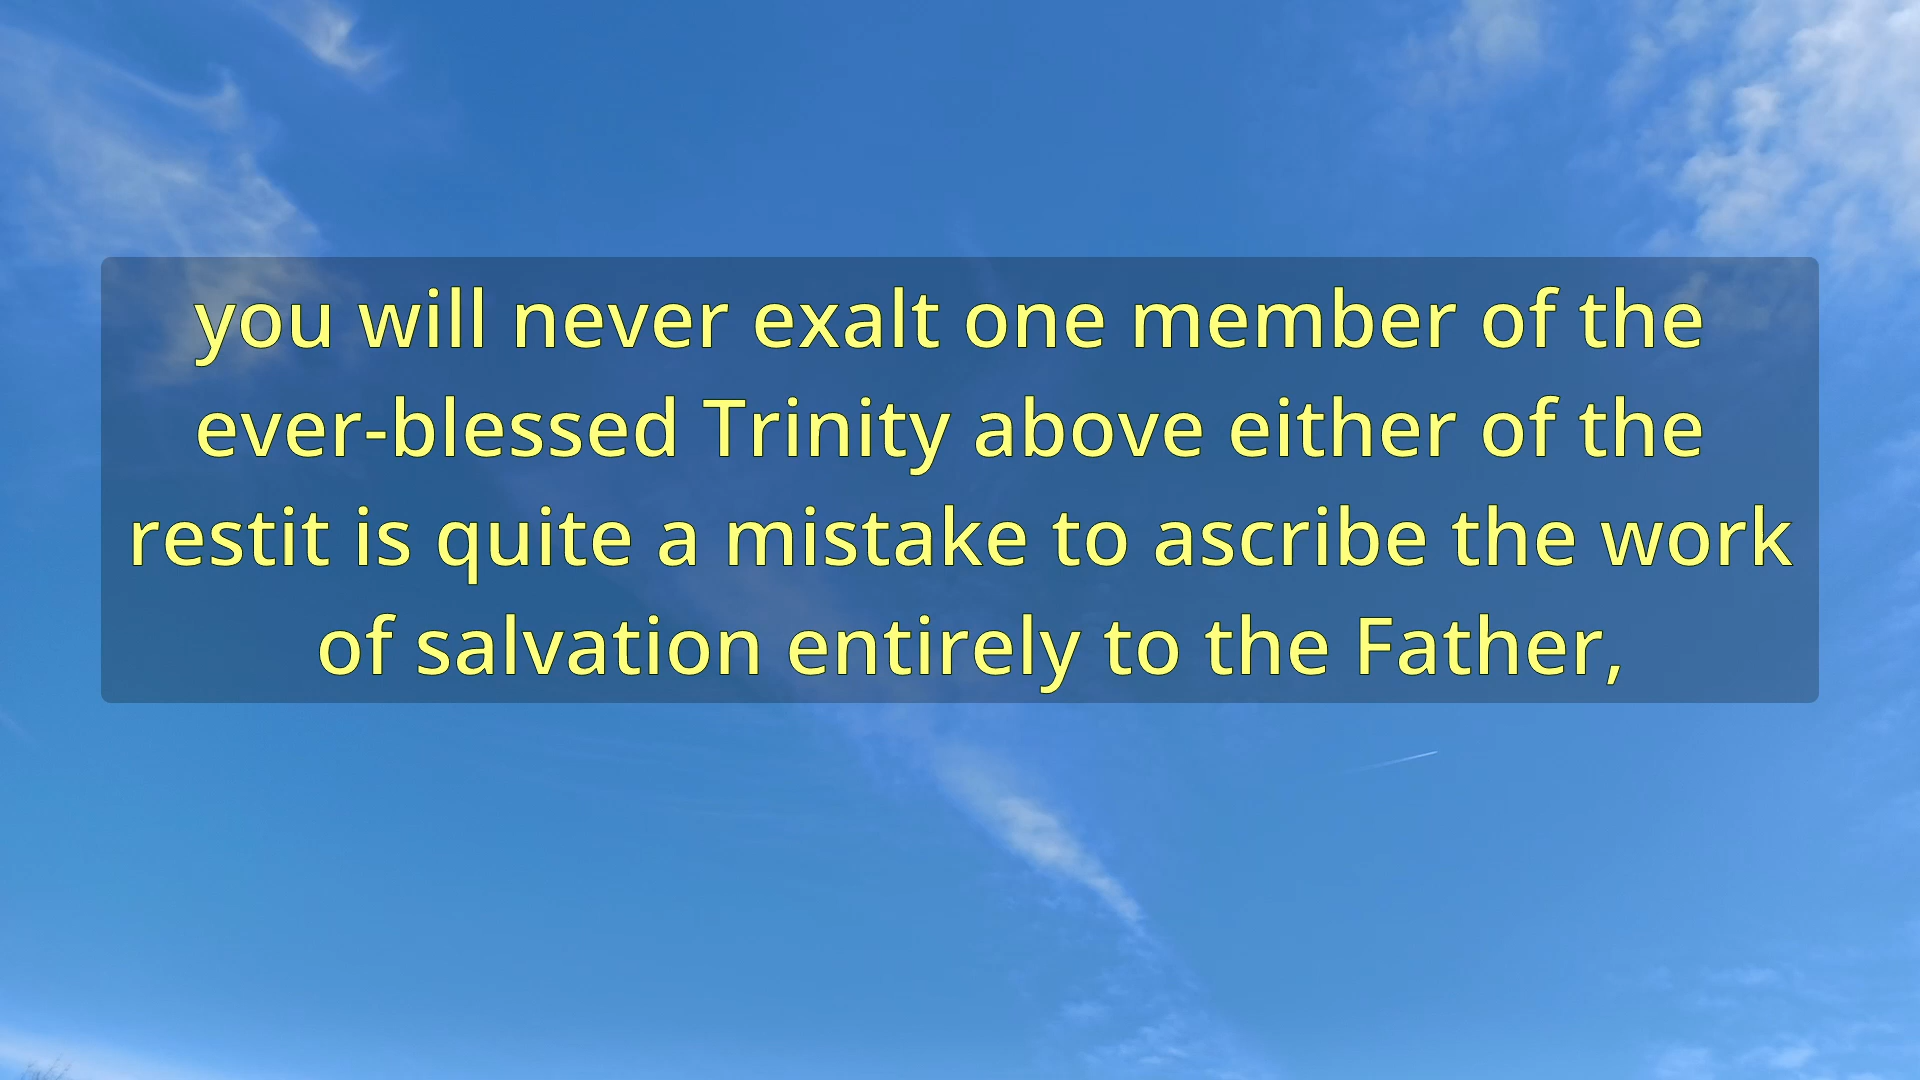 you will never exalt one member of the
ever-blessed Trinity above either of the
restit is quite a mistake to ascribe the work
of salvation entirely to the Father,